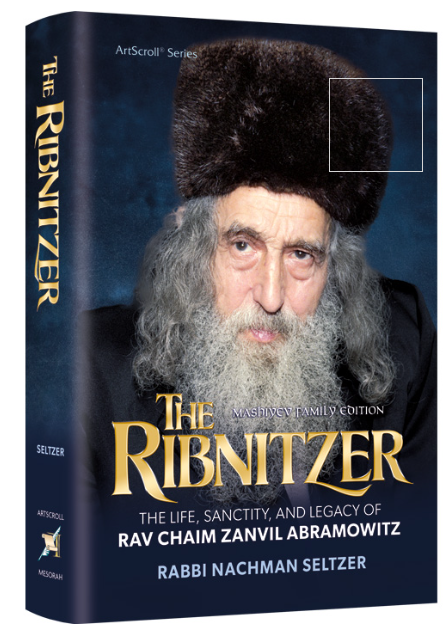 THE
RIBNITZER
SELTZER
ARTSCROLL
MESORAH
ArtScroll® Series
THE
MASHIYEV FAMILY EDITION
RIBNITZER
THE LIFE, SANCTITY, AND LEGACY OF
RAV CHAIM ZANVIL ABRAMOWITZ
RABBI NACHMAN SELTZER